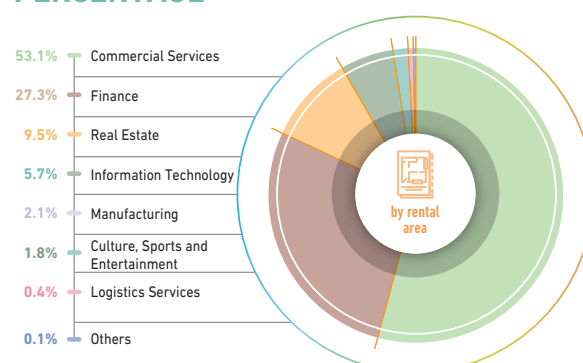 53.1% Commercial Services
27.3% Finance
9.5% Real Estate
5.7% Information Technology
2.1% Manufacturing
1.8% Culture, Sports and
Entertainment
0.4% Logistics Services
0.1% Others
by rental
area